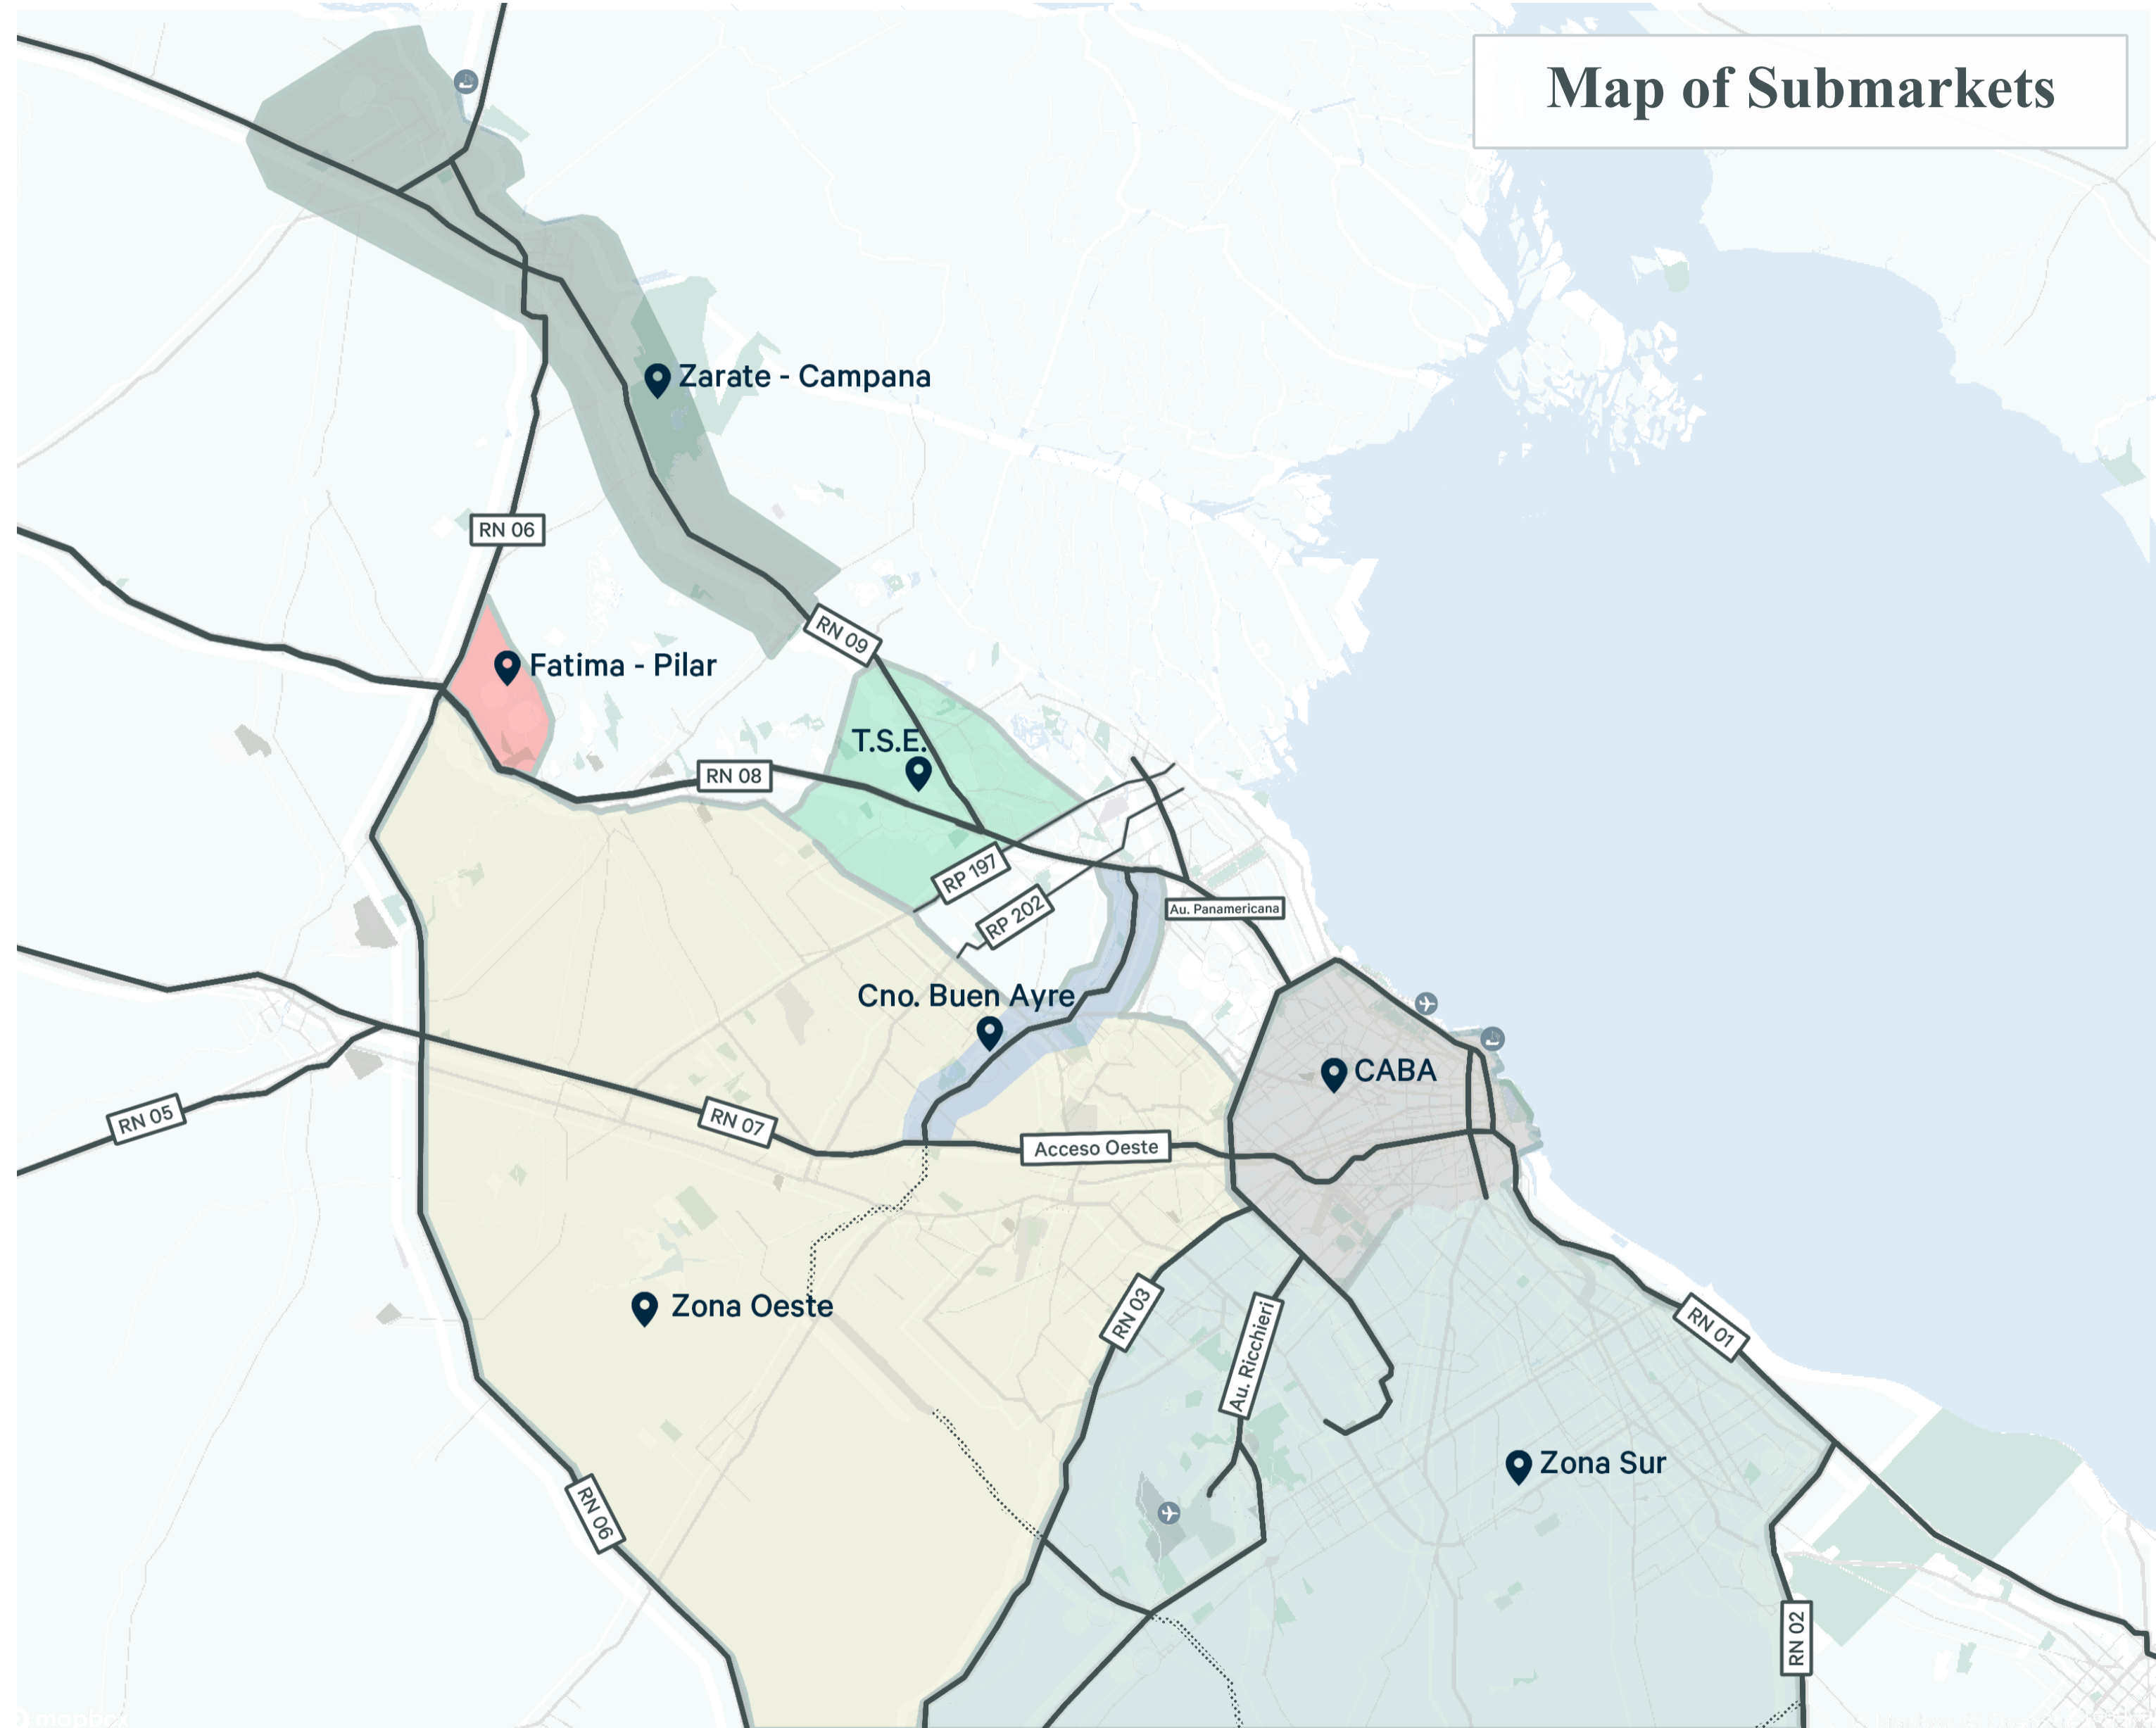 Map of Submarkets
Zarate - Campana
RN 06
RN 09
Fatima - Pilar
T.S.E.
RN 08
RP 197
RP 202
Au. Panamericana
Cno. Buen Ayre
CABA
RN 05
RN 07
Acceso Oeste
Zona Oeste
RN 03
Au. Ricchieri
RN 01
Zona Sur
RN 06
RN 02
mapbox